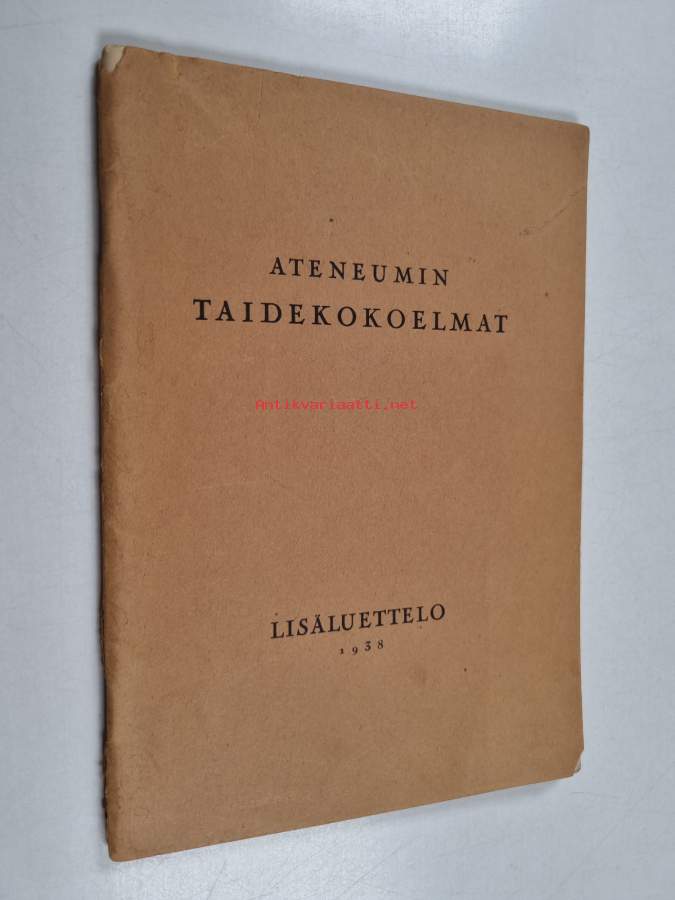 ATENEUMIN
TAIDEKOKOELMAT
Antikvariaatti.net
LISÄLUETTELO
1938